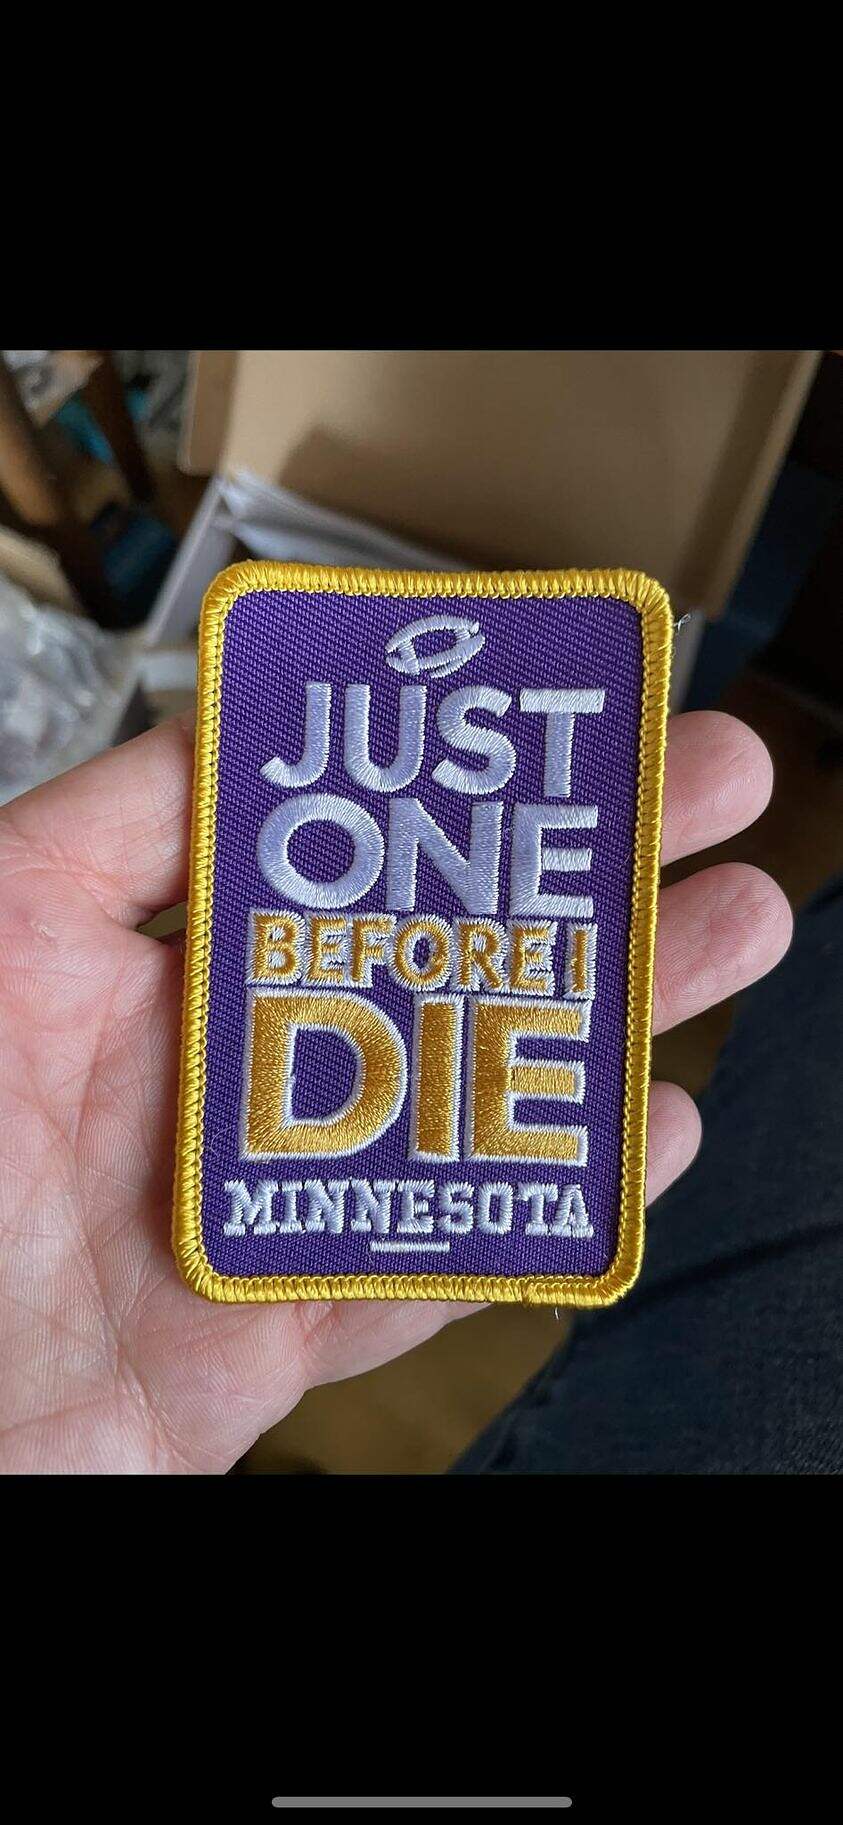 JUST
ONE
BEFORE I
DIE
MINNESOTA